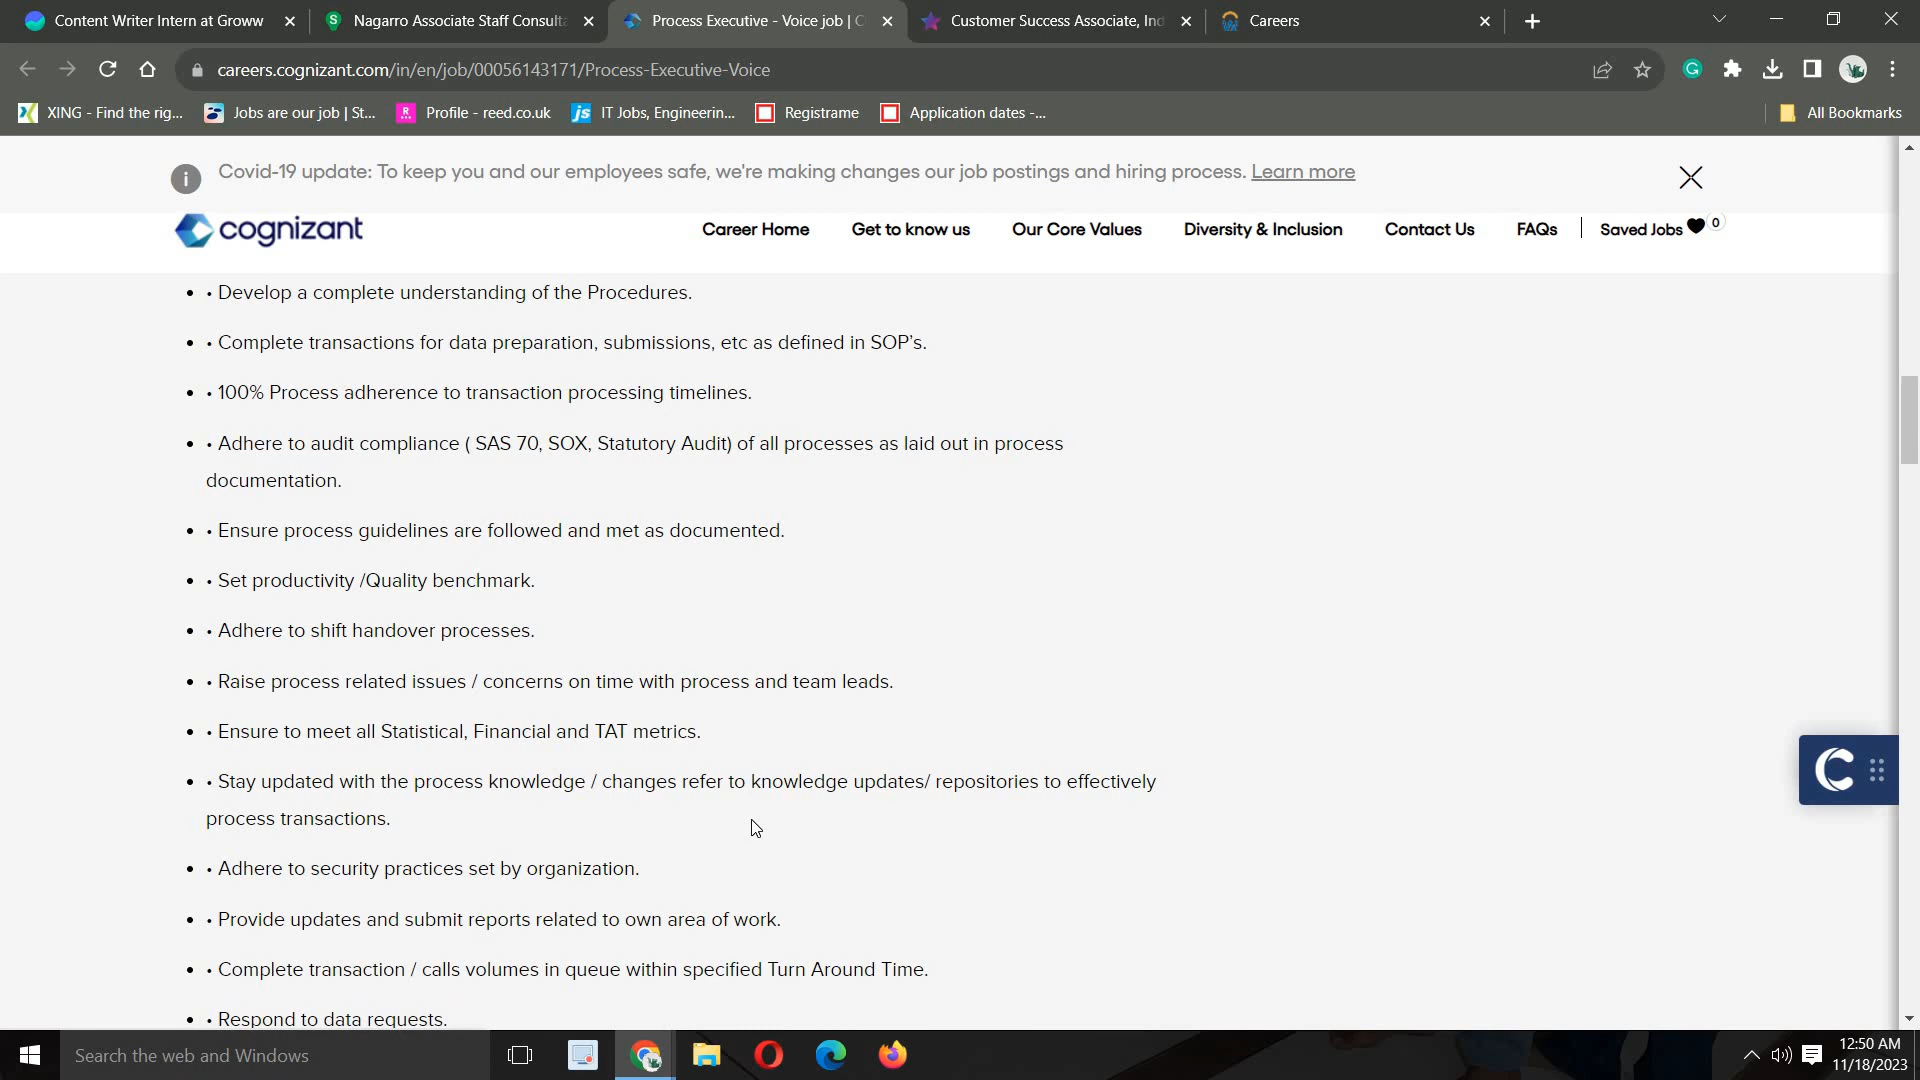 Content Writer Intern at Groww
Nagarro Associate Staff Consulta
Process Executive - Voice job | C
Customer Success Associate, Ind
Careers
careers.cognizant.com/in/en/job/00056143171/Process-Executive-Voice
XING - Find the rig...
Jobs are our job | St...
Profile - reed.co.uk
IT Jobs, Engineerin...
Registrame
Application dates -...
All Bookmarks
Covid-19 update: To keep you and our employees safe, we're making changes our job postings and hiring process. Learn more
cognizant
Career Home
Get to know us
Our Core Values
Diversity & Inclusion
Contact Us
FAQs
Saved Jobs 0
• • Develop a complete understanding of the Procedures.
• • Complete transactions for data preparation, submissions, etc as defined in SOP's.
• • 100% Process adherence to transaction processing timelines.
• • Adhere to audit compliance ( SAS 70, SOX, Statutory Audit) of all processes as laid out in process
documentation.
• • Ensure process guidelines are followed and met as documented.
• • Set productivity /Quality benchmark.
• • Adhere to shift handover processes.
• • Raise process related issues / concerns on time with process and team leads.
• • Ensure to meet all Statistical, Financial and TAT metrics.
• • Stay updated with the process knowledge / changes refer to knowledge updates/ repositories to effectively
process transactions.
• • Adhere to security practices set by organization.
• • Provide updates and submit reports related to own area of work.
• • Complete transaction / calls volumes in queue within specified Turn Around Time.
• • Respond to data requests.
Search the web and Windows
12:50 AM
11/18/2023